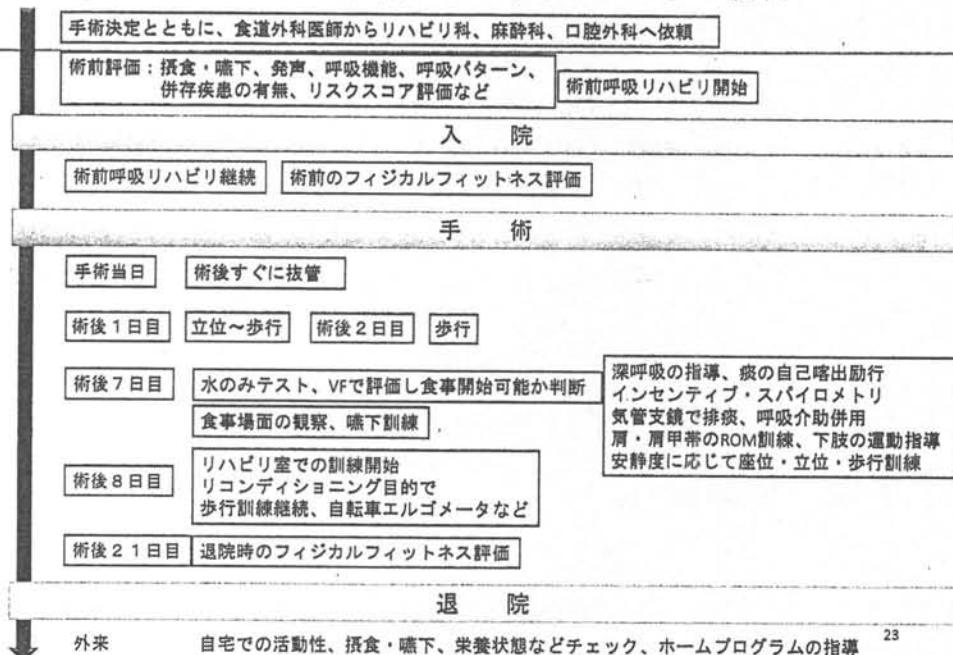 手術決定とともに、食道外科医師からリハビリ科、麻酔科、口腔外科へ依頼
術前評価：摂食・嚥下、発声、呼吸機能、呼吸パターン、
併存疾患の有無、リスクスコア評価など
術前呼吸リハビリ開始
入 院
術前呼吸リハビリ継続
術前のフィジカルフィットネス評価
手 術
手術当日
術後すぐに抜管
術後１日目
立位～歩行
術後２日目
歩行
術後７日目
水のみテスト、VFで評価し食事開始可能か判断
食事場面の観察、嚥下訓練
深呼吸の指導、痰の自己喀出励行
インセンティブ・スパイロメトリ
気管支鏡で排痰、呼吸介助併用
肩・肩甲帯のROM訓練、下肢の運動指導
安静度に応じて座位・立位・歩行訓練
術後８日目
リハビリ室での訓練開始
リコンディショニング目的で
歩行訓練継続、自転車エルゴメータなど
術後２１日目
退院時のフィジカルフィットネス評価
退 院
外来
自宅での活動性、摂食・嚥下、栄養状態などチェック、ホームプログラムの指導
23